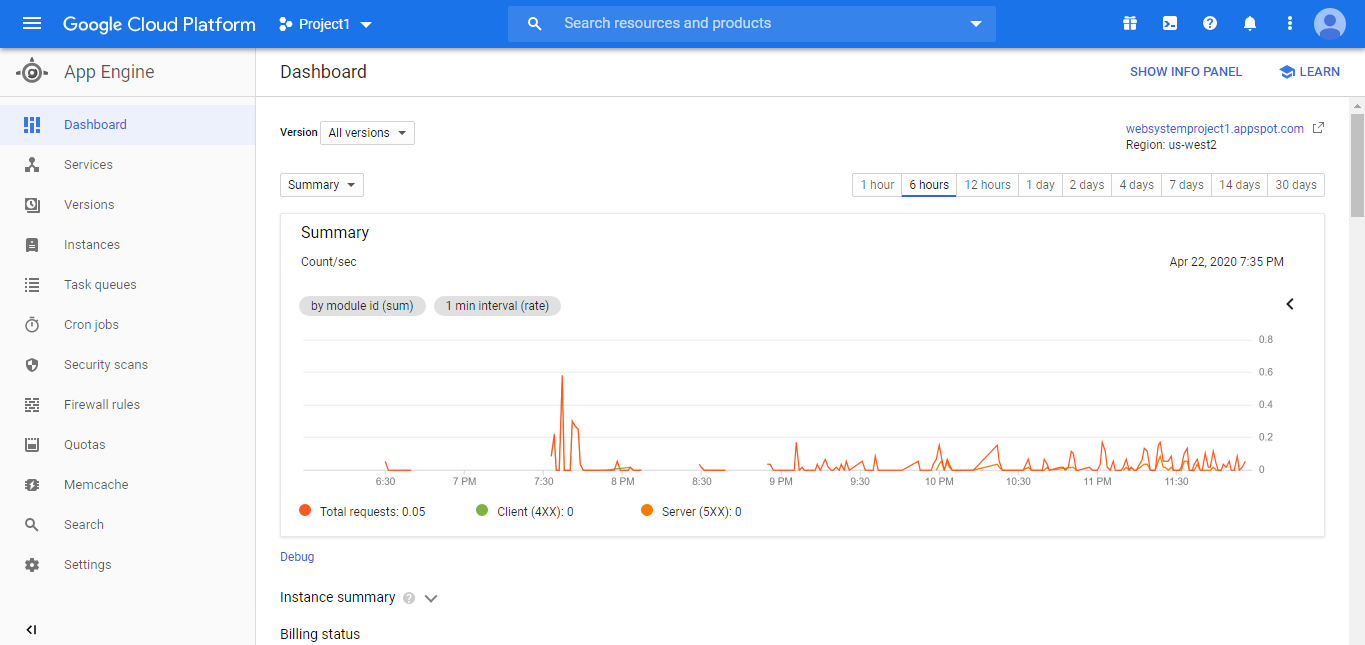 Google Cloud Platform Project1 Search resources and products
App Engine
Dashboard
Services
Versions
Instances
Task queues
Cron jobs
Security scans
Firewall rules
Quotas
Memcache
Search
Settings
Dashboard SHOW INFO PANEL LEARN
Version All versions websystemproject1.appspot.com
Region: us-west2
Summary 1 hour 6 hours 12 hours 1 day 2 days 4 days 7 days 14 days 30 days
Summary
Count/sec Apr 22, 2020 7:35 PM
by module id (sum) 1 min interval (rate)
0.8
0.6
0.4
0.2
0
6:30 7 PM 7:30 8 PM 8:30 9 PM 9:30 10 PM 10:30 11 PM 11:30
Total requests: 0.05 Client (4XX): 0 Server (5XX): 0
Debug
Instance summary ?
Billing status